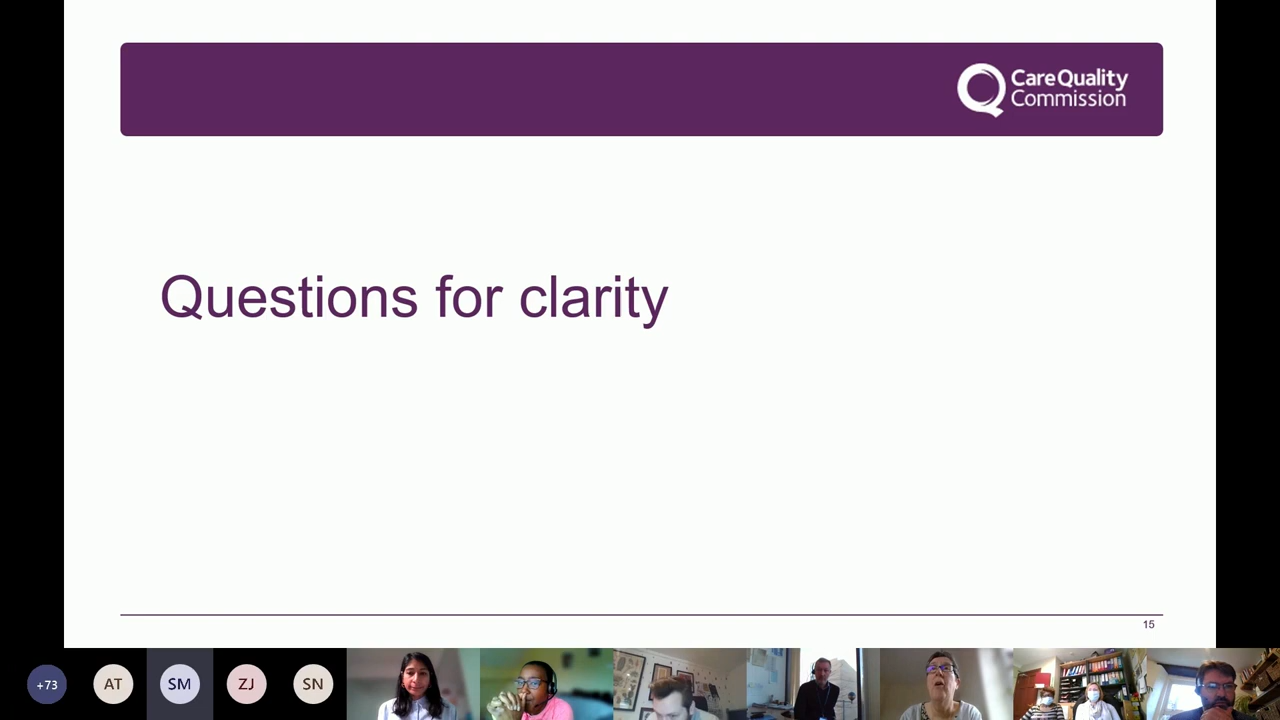 CareQuality
Commission
Questions for clarity
15
+73
AT
SM
ZJ
SN